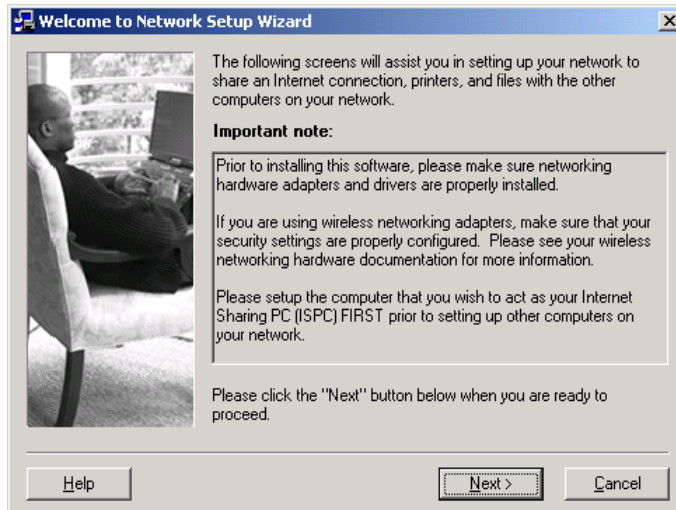 Welcome to Network Setup Wizard
The following screens will assist you in setting up your network to
share an Internet connection, printers, and files with the other
computers on your network.
Important note:
Prior to installing this software, please make sure networking
hardware adapters and drivers are properly installed.
If you are using wireless networking adapters, make sure that your
security settings are properly configured.  Please see your wireless
networking hardware documentation for more information.
Please setup the computer that you wish to act as your Internet
Sharing PC (ISPC) FIRST prior to setting up other computers on
your network.
Please click the "Next" button below when you are ready to
proceed.
Help
Next >
Cancel